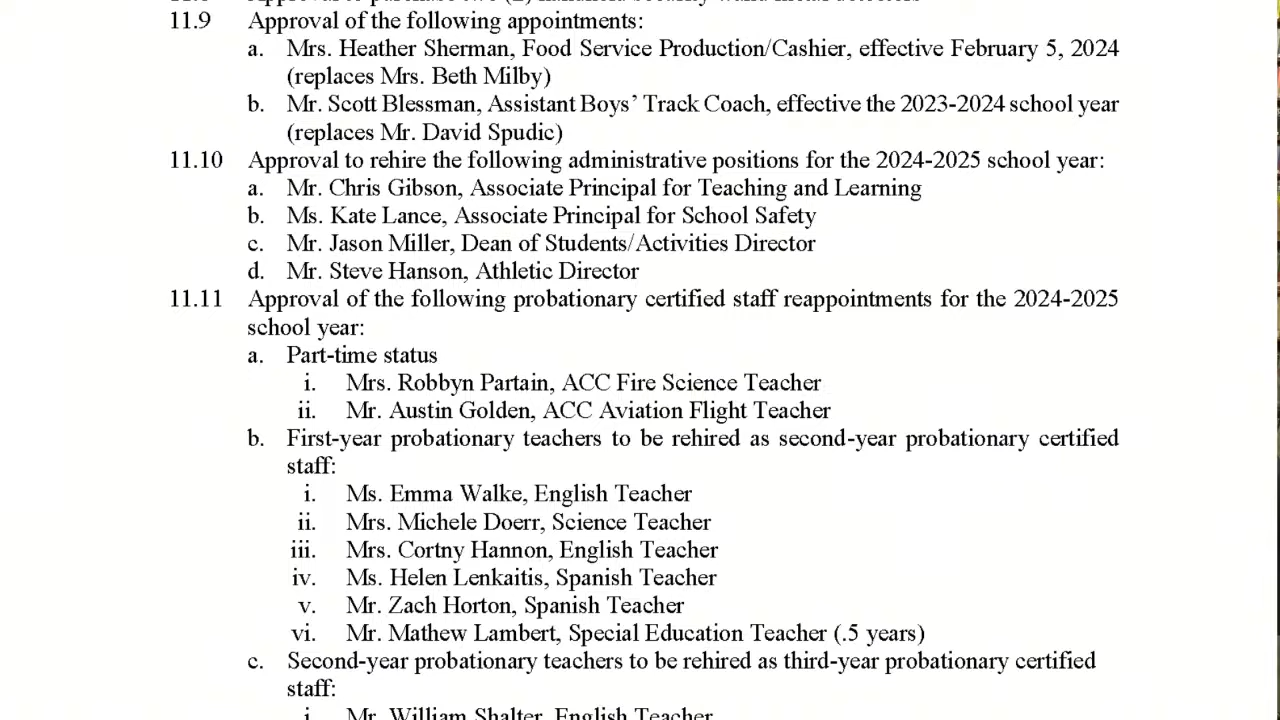 11.9 Approval of the following appointments:
a. Mrs. Heather Sherman, Food Service Production/Cashier, effective February 5, 2024
(replaces Mrs. Beth Milby)
b. Mr. Scott Blessman, Assistant Boys' Track Coach, effective the 2023-2024 school year
(replaces Mr. David Spudic)
11.10 Approval to rehire the following administrative positions for the 2024-2025 school year:
a. Mr. Chris Gibson, Associate Principal for Teaching and Learning
b. Ms. Kate Lance, Associate Principal for School Safety
c. Mr. Jason Miller, Dean of Students/Activities Director
d. Mr. Steve Hanson, Athletic Director
11.11 Approval of the following probationary certified staff reappointments for the 2024-2025
school year:
a. Part-time status
i. Mrs. Robbyn Partain, ACC Fire Science Teacher
ii. Mr. Austin Golden, ACC Aviation Flight Teacher
b. First-year probationary teachers to be rehired as second-year probationary certified
staff:
i. Ms. Emma Walke, English Teacher
ii. Mrs. Michele Doerr, Science Teacher
iii. Mrs. Cortny Hannon, English Teacher
iv. Ms. Helen Lenkaitis, Spanish Teacher
v. Mr. Zach Horton, Spanish Teacher
vi. Mr. Mathew Lambert, Special Education Teacher (.5 years)
c. Second-year probationary teachers to be rehired as third-year probationary certified
staff:
i. Mr. William Shalter, English Teacher